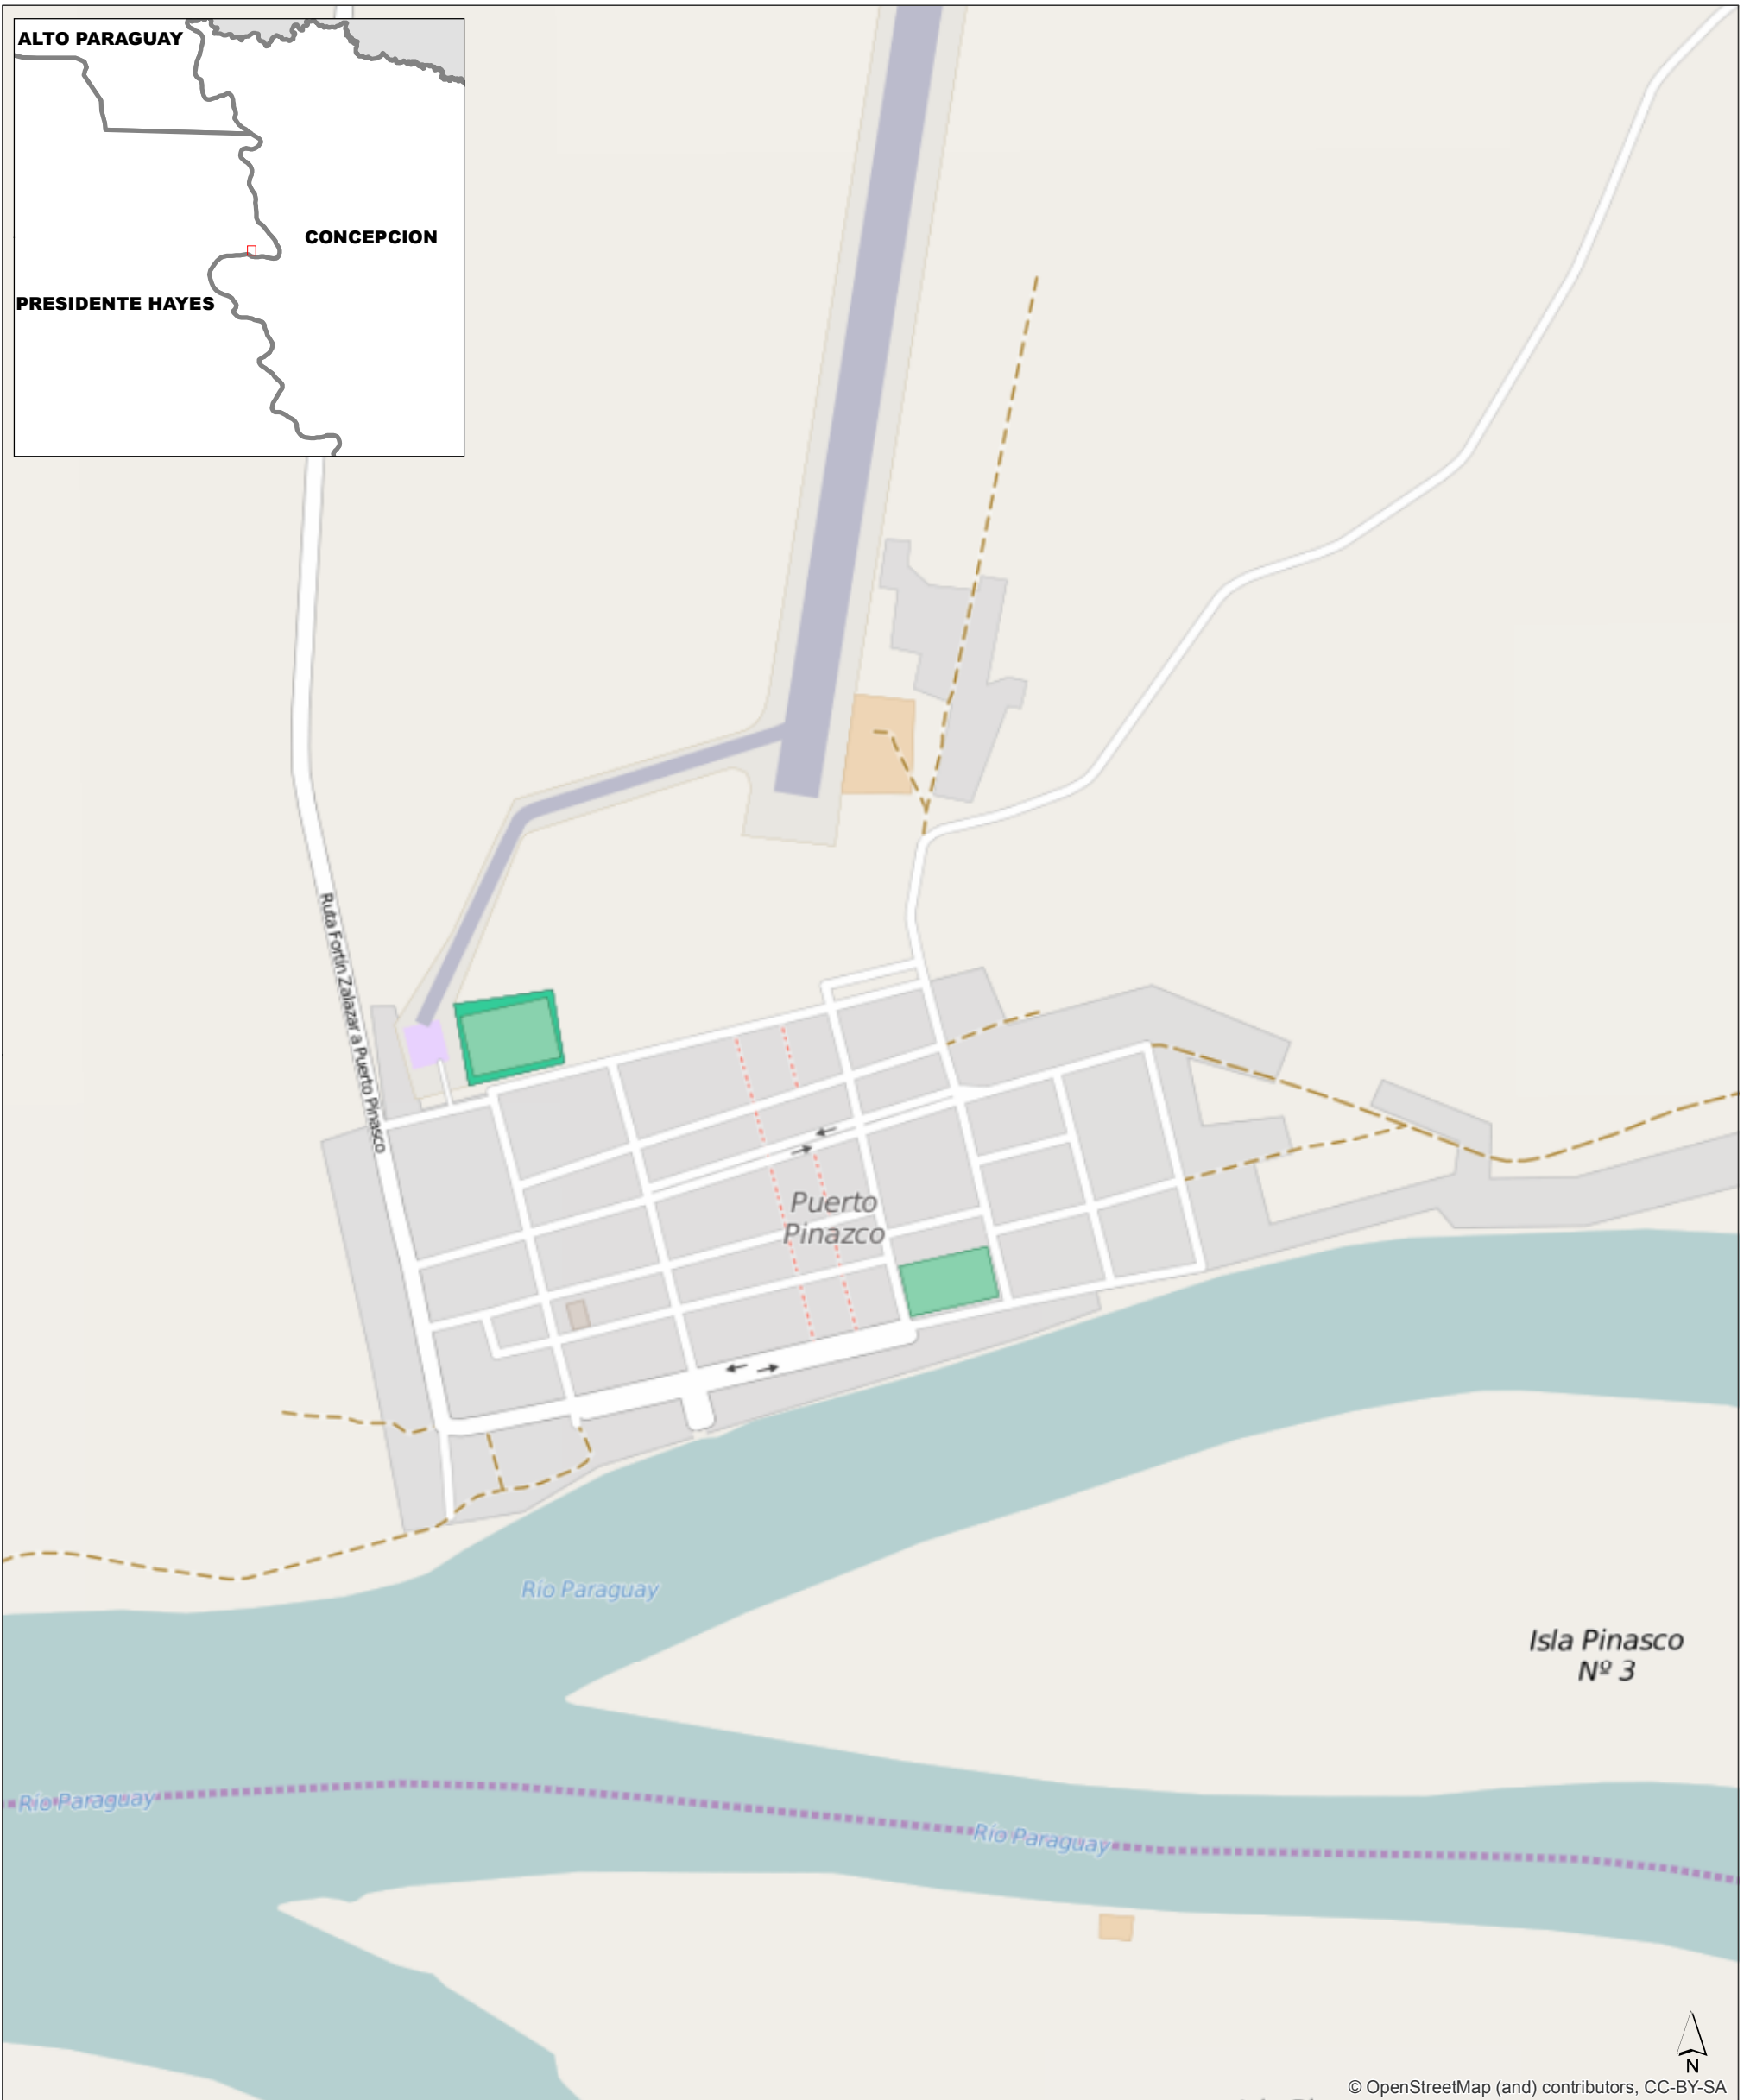 ALTO PARAGUAY
CONCEPCION
PRESIDENTE HAYES
Ruta Fortín Zalazar a Puerto Pinasco
Puerto
Pinazco
Río Paraguay
Isla Pinasco
Nº 3
Río Paraguay
Río Paraguay
N
© OpenStreetMap (and) contributors, CC-BY-SA